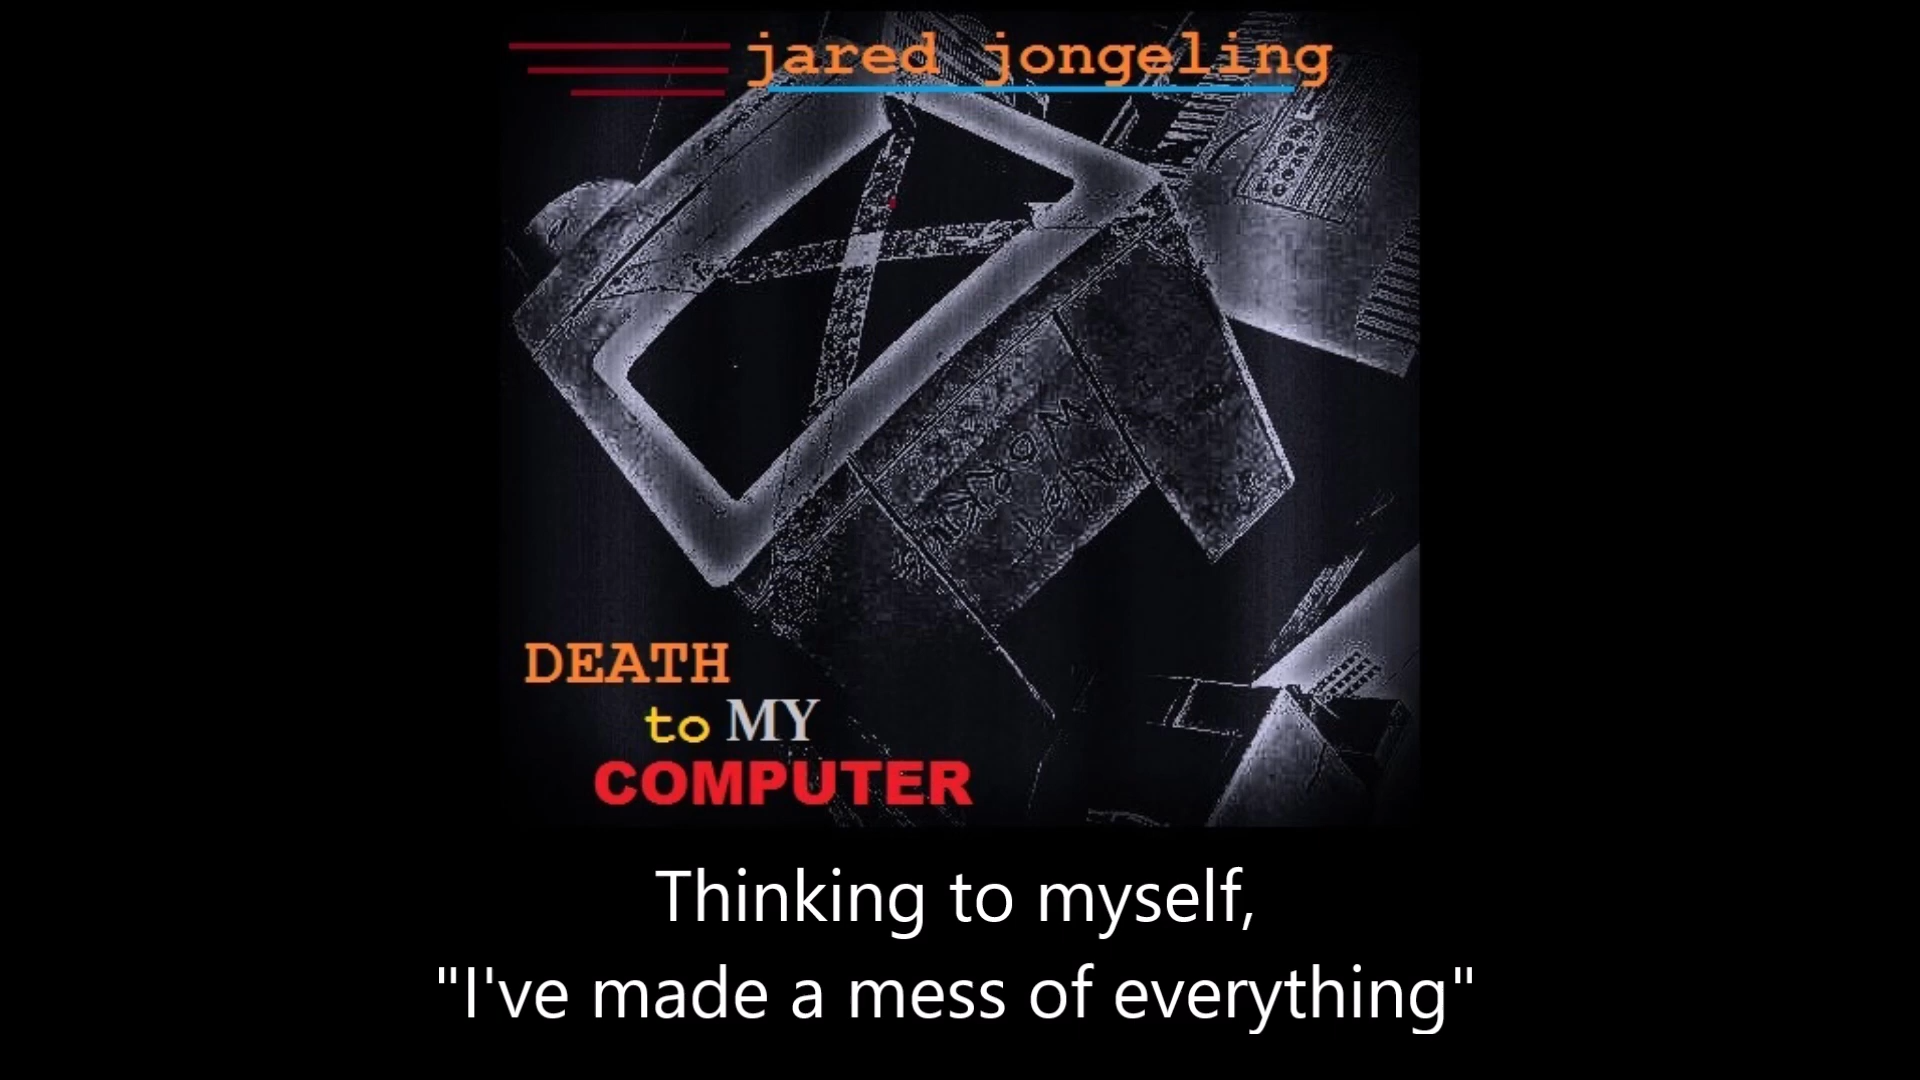 jared jongeling
DEATH
to MY
COMPUTER
Thinking to myself,
"I've made a mess of everything"